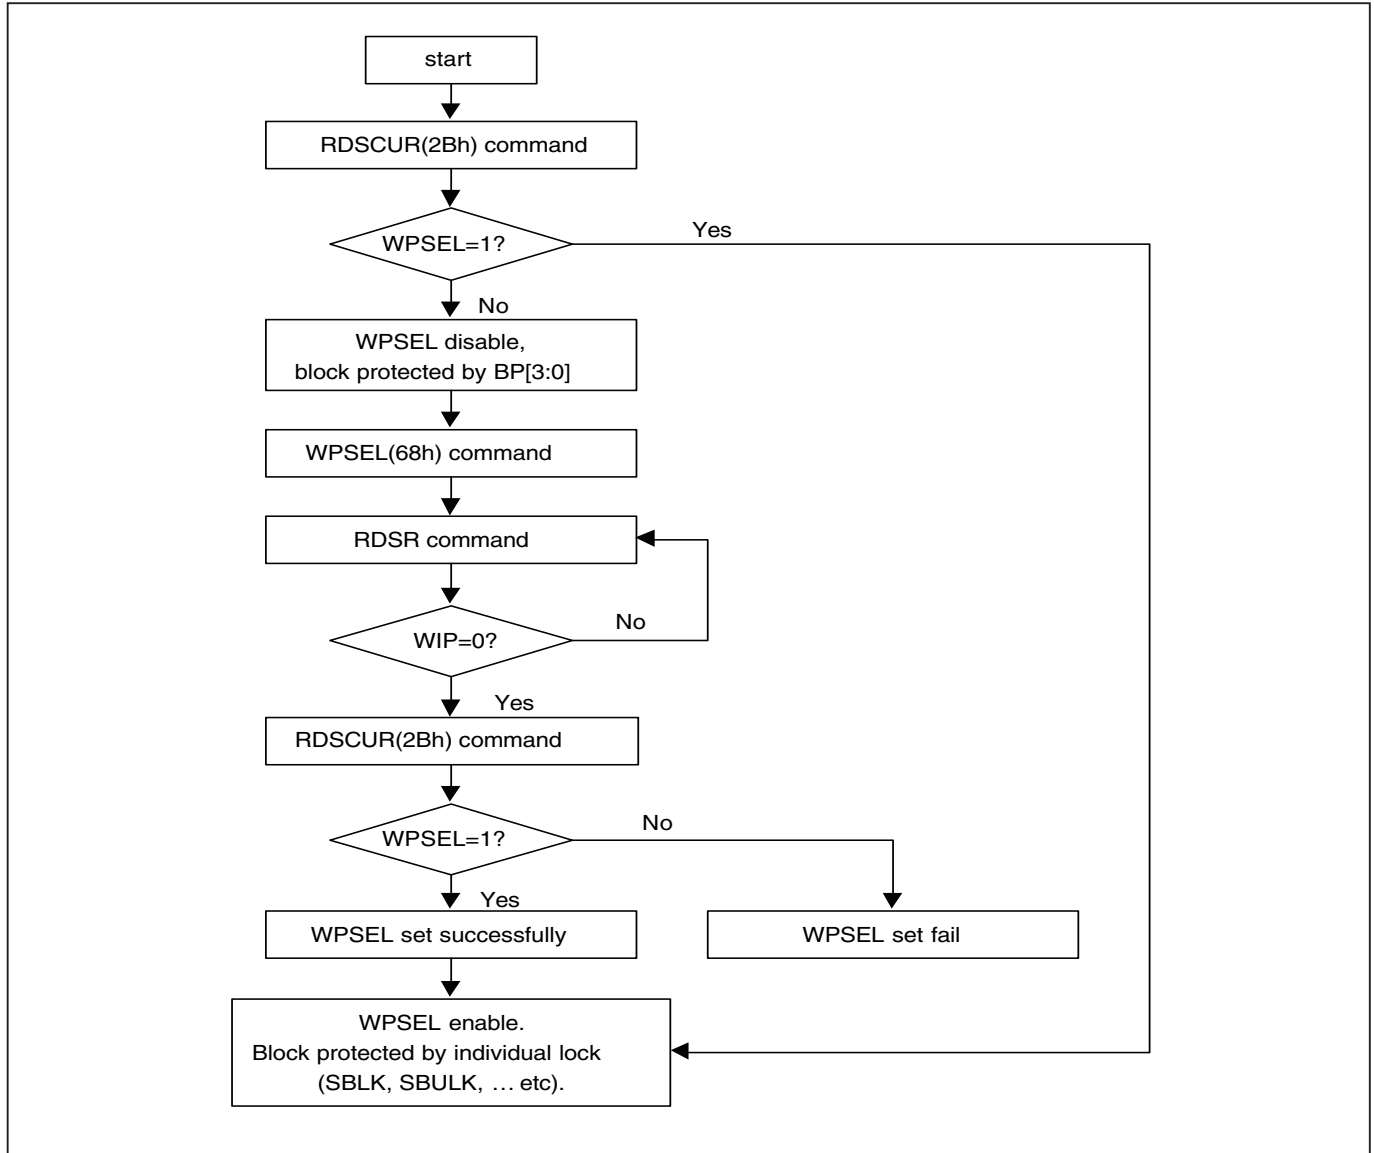 start
RDSCUR(2Bh) command
WPSEL=1?
Yes
No
WPSEL disable,
block protected by BP[3:0]
WPSEL(68h) command
RDSR command
WIP=0?
No
Yes
RDSCUR(2Bh) command
WPSEL=1?
No
Yes
WPSEL set successfully
WPSEL set fail
WPSEL enable.
Block protected by individual lock
(SBLK, SBULK, … etc).